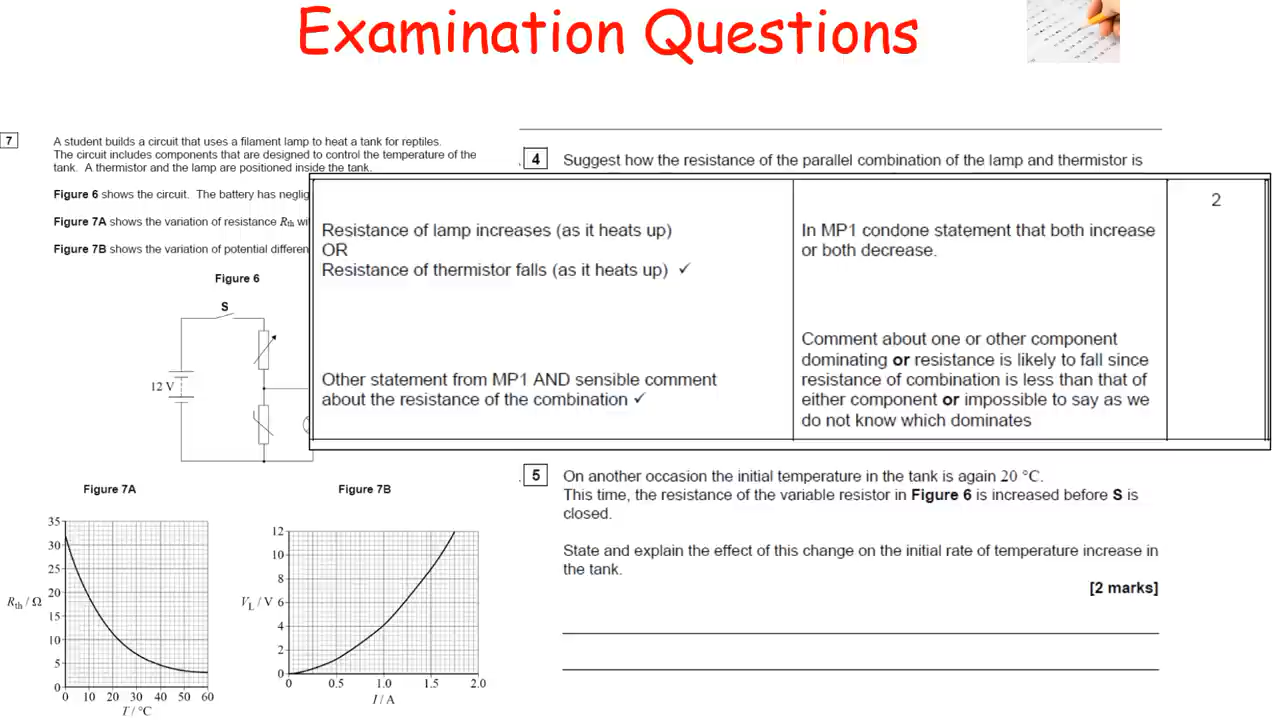 Examination Questions
7
A student builds a circuit that uses a filament lamp to heat a tank for reptiles.
The circuit includes components that are designed to control the temperature of the
tank. A thermistor and the lamp are positioned inside the tank.
Figure 6 shows the circuit. The battery has neglig
Figure 7A shows the variation of resistance Rth wi
Figure 7B shows the variation of potential differen
Figure 6
S
12 V
Figure 7A
35
30
25
20
15
10
5
0
Rth / Ω
0 10 20 30 40 50 60
T / °C
Figure 7B
12
10
8
6
4
2
0
VL / V
0 0.5 1.0 1.5 2.0
I / A
4
Suggest how the resistance of the parallel combination of the lamp and thermistor is
Resistance of lamp increases (as it heats up)
OR
Resistance of thermistor falls (as it heats up) ✓
Other statement from MP1 AND sensible comment
about the resistance of the combination ✓
In MP1 condone statement that both increase
or both decrease.
Comment about one or other component
dominating or resistance is likely to fall since
resistance of combination is less than that of
either component or impossible to say as we
do not know which dominates
2
5
On another occasion the initial temperature in the tank is again 20 °C.
This time, the resistance of the variable resistor in Figure 6 is increased before S is
closed.
State and explain the effect of this change on the initial rate of temperature increase in
the tank.
[2 marks]